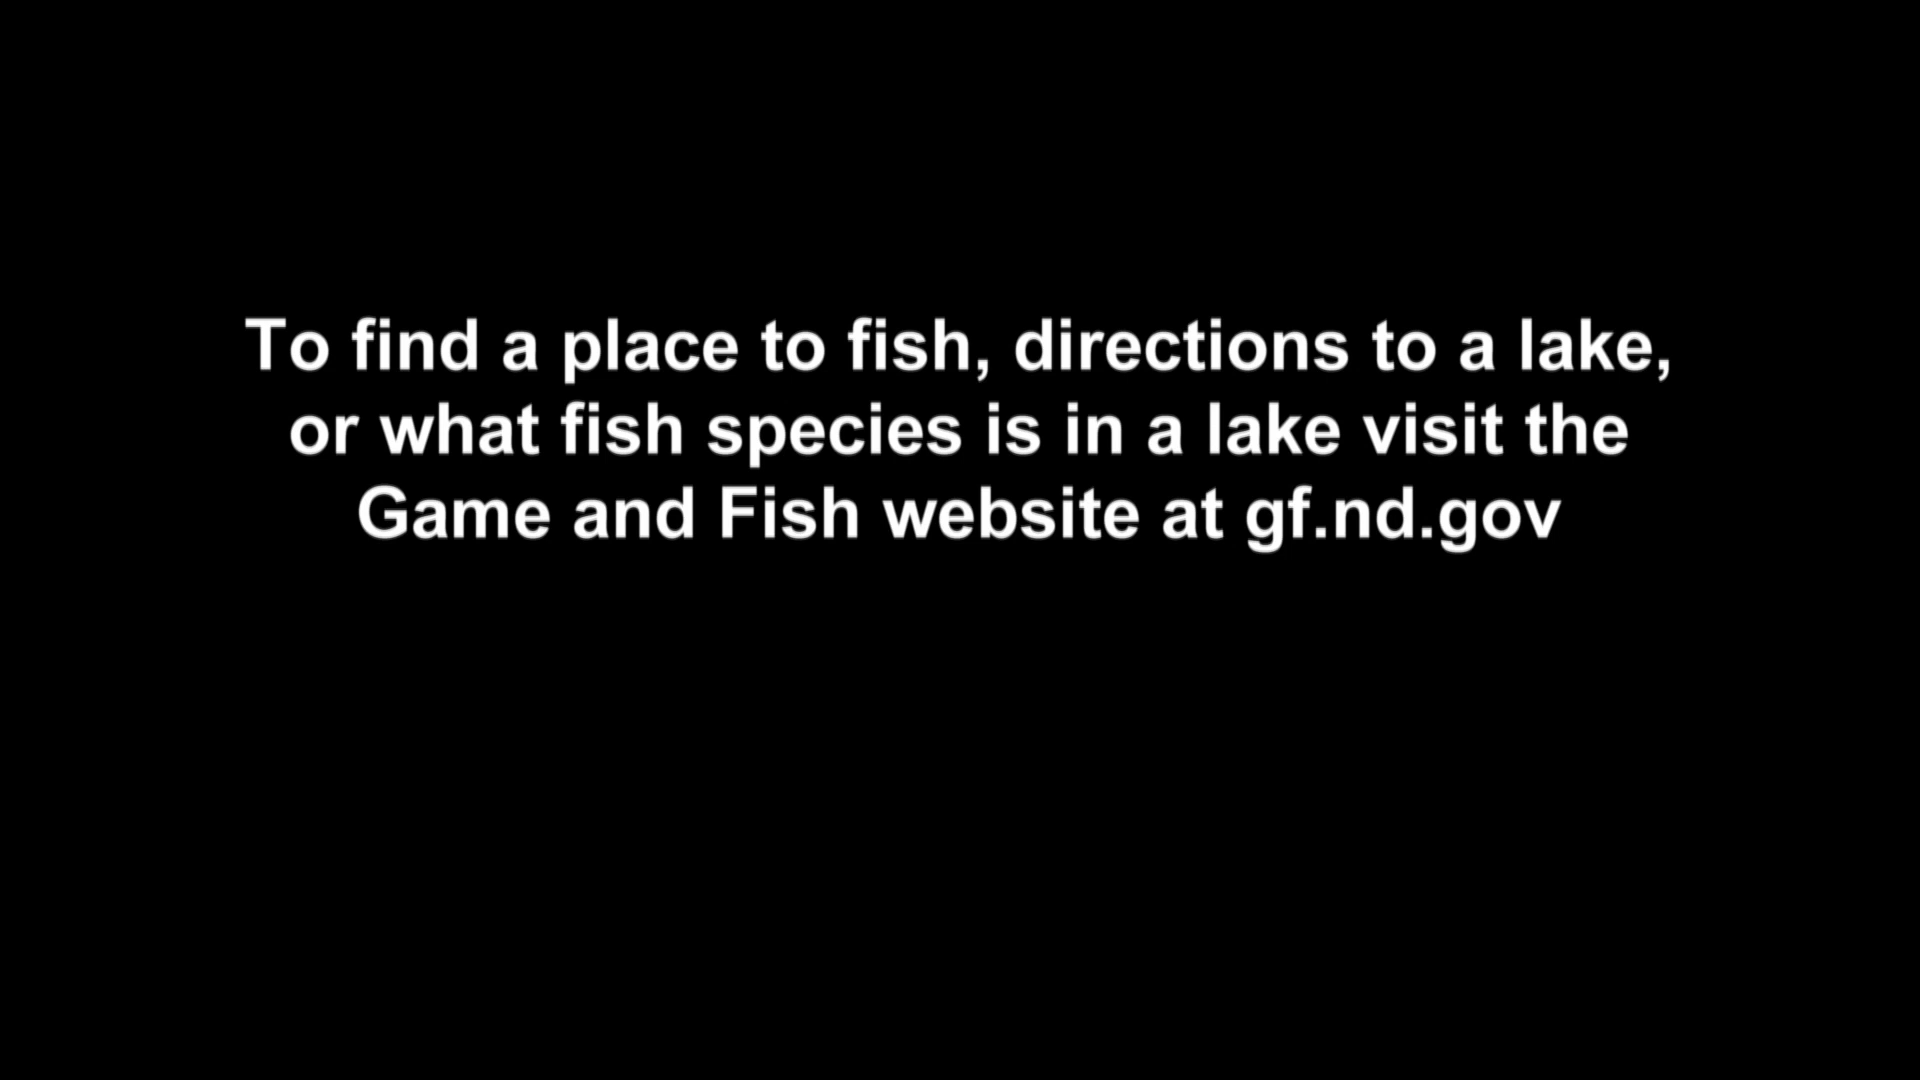 To find a place to fish, directions to a lake,
or what fish species is in a lake visit the
Game and Fish website at gf.nd.gov